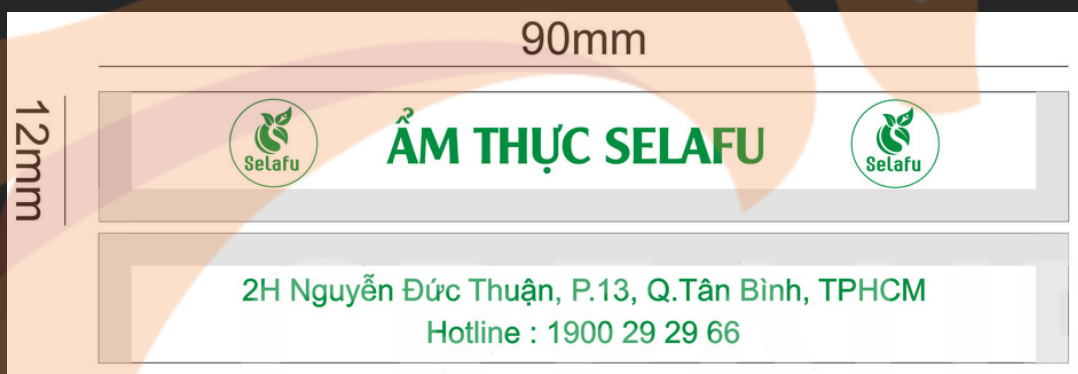 90mm
12mm
Selafu
ẨM THỰC SELAFU
Selafu
2H Nguyễn Đức Thuận, P.13, Q.Tân Bình, TPHCM
Hotline : 1900 29 29 66